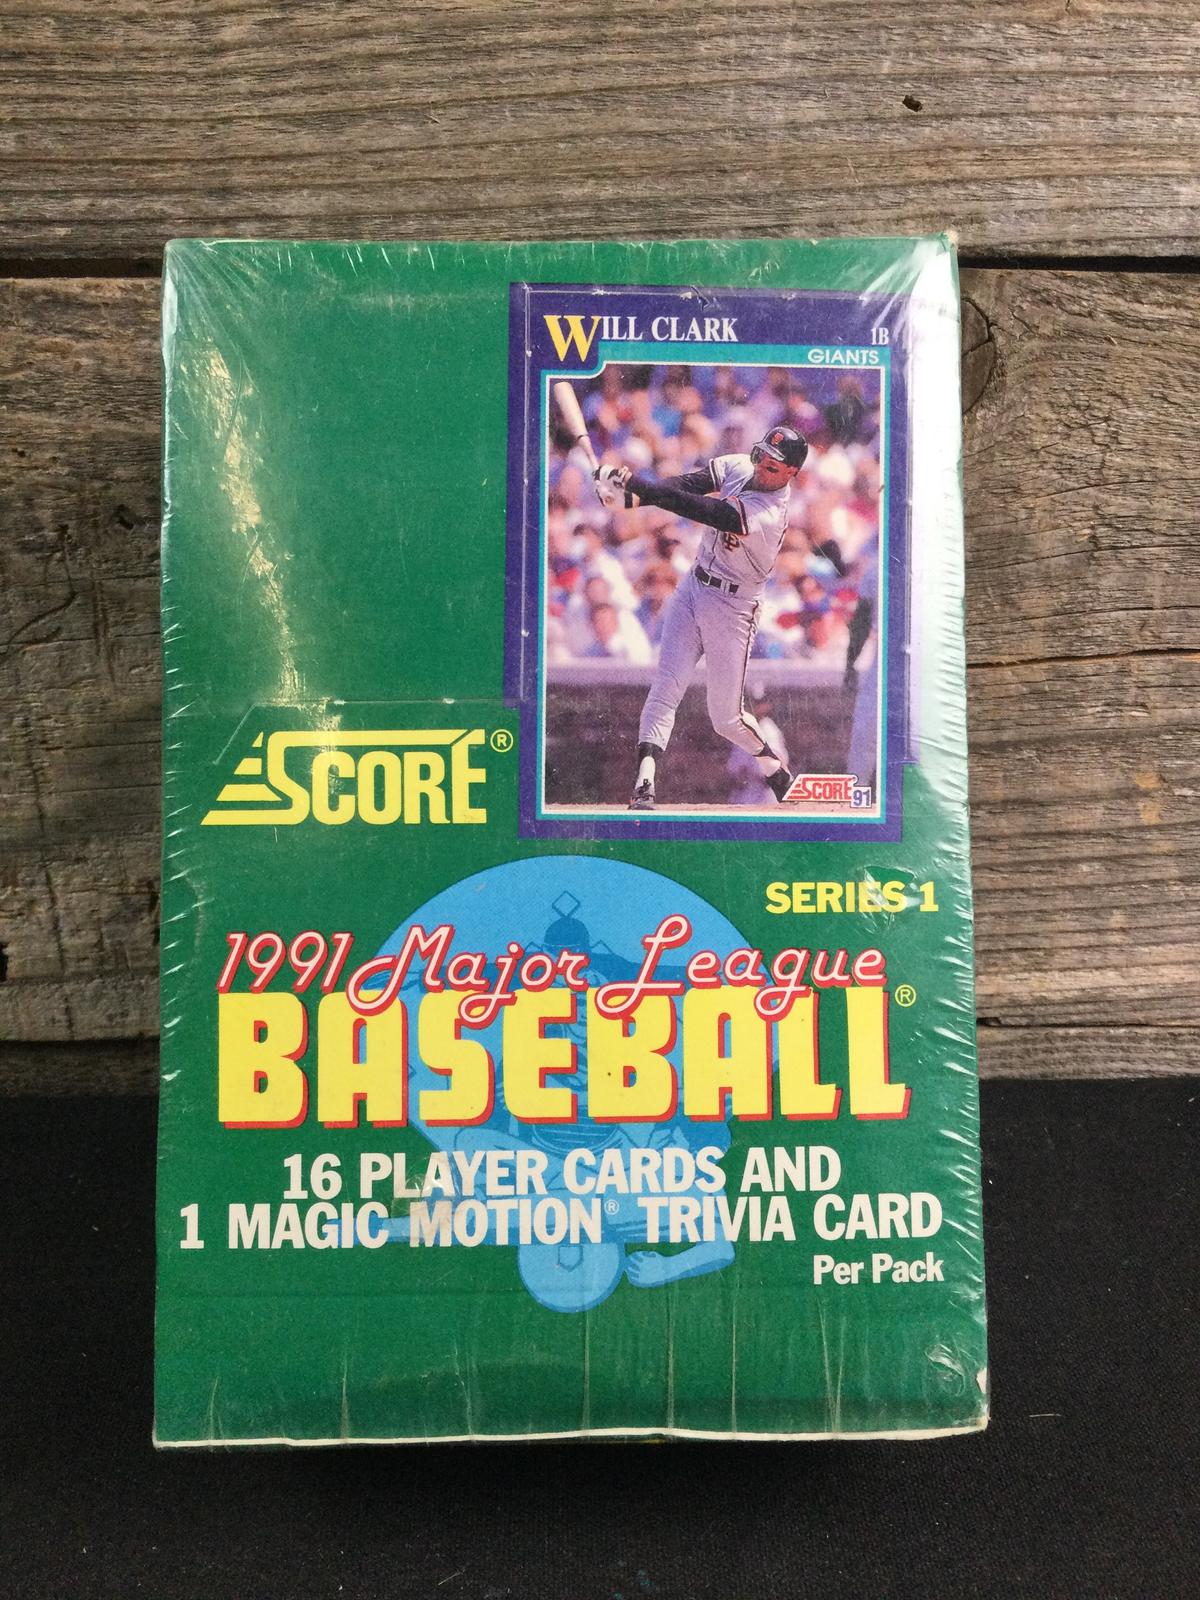 WILL CLARK 1B
GIANTS
SCORE 91
SCORE®
SERIES 1
1991 Major League
BASEBALL®
16 PLAYER CARDS AND
1 MAGIC MOTION® TRIVIA CARD
Per Pack